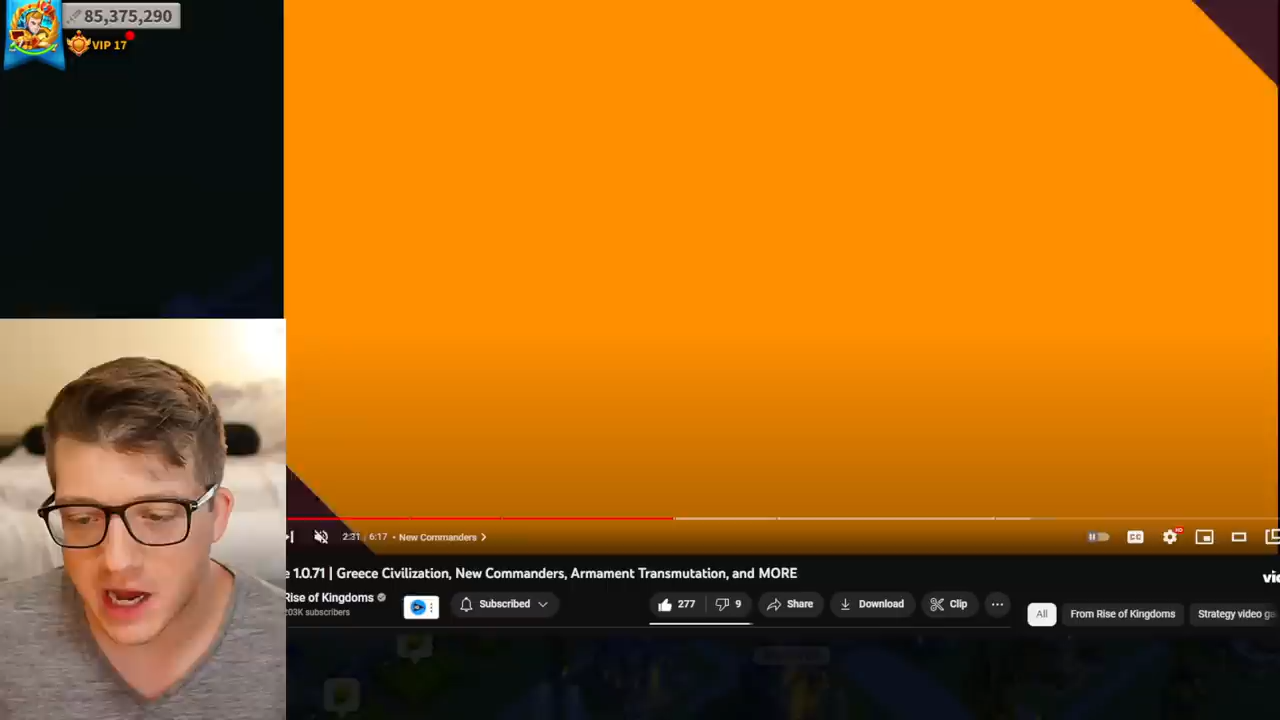 85,375,290
VIP 17
2:31 / 6:17 • New Commanders
CC
HD
e 1.0.71 | Greece Civilization, New Commanders, Armament Transmutation, and MORE
Rise of Kingdoms
203K subscribers
Subscribed
277
9
Share
Download
Clip
All
From Rise of Kingdoms
Strategy video ga